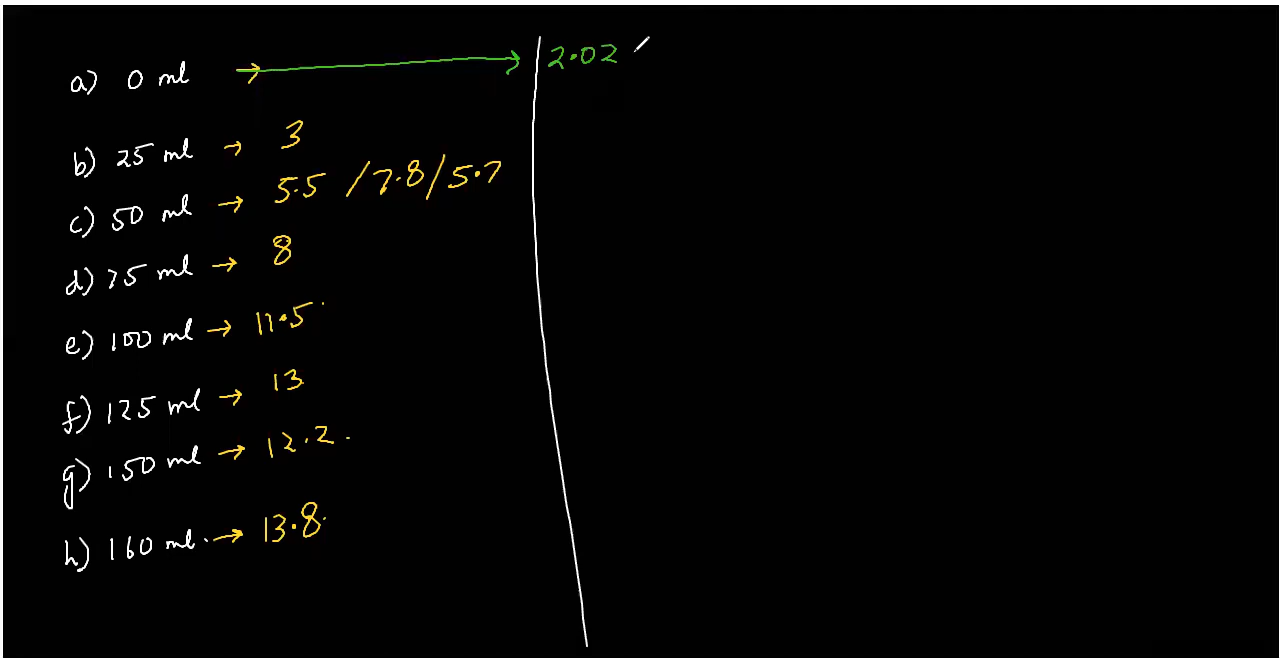 a) 0 ml → 2.02 /
b) 25 ml → 3
c) 50 ml → 5.5 / 7.8 / 5.7
d) 75 ml → 8
e) 100 ml → 11.5
f) 125 ml → 13
g) 150 ml → 12.2.
h) 160 ml. → 13.8.